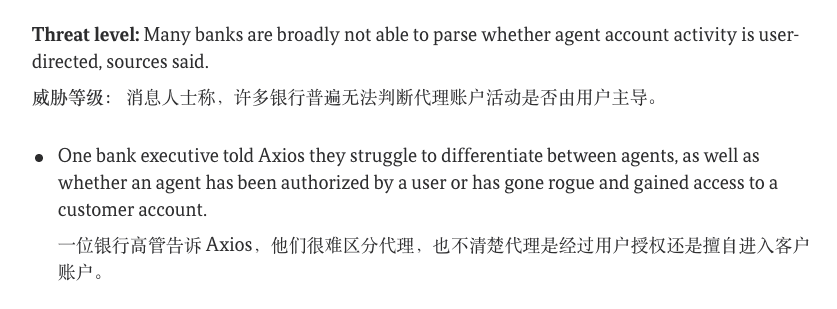 Threat level: Many banks are broadly not able to parse whether agent account activity is user-
directed, sources said.
威胁等级： 消息人士称，许多银行普遍无法判断代理账户活动是否由用户主导。
• One bank executive told Axios they struggle to differentiate between agents, as well as
whether an agent has been authorized by a user or has gone rogue and gained access to a
customer account.
一位银行高管告诉 Axios，他们很难区分代理，也不清楚代理是经过用户授权还是擅自进入客户
账户。